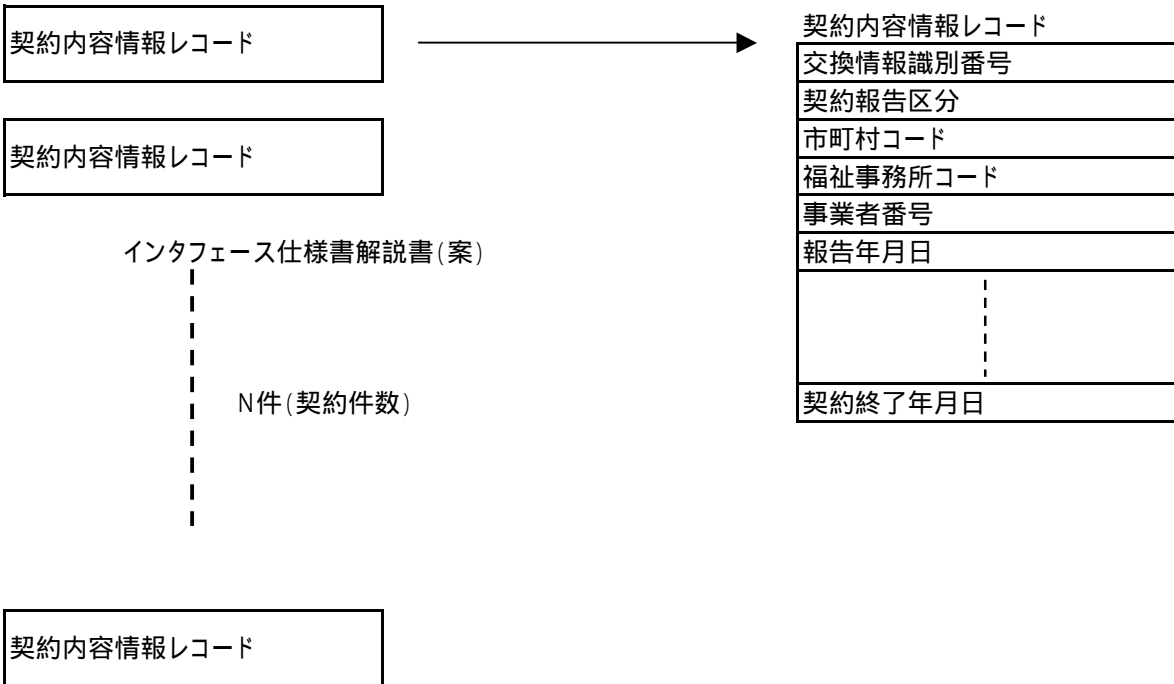 契約内容情報レコード
契約内容情報レコード
インタフェース仕様書解説書(案)
N件(契約件数)
契約内容情報レコード
契約内容情報レコード
交換情報識別番号
契約報告区分
市町村コード
福祉事務所コード
事業者番号
報告年月日
契約終了年月日